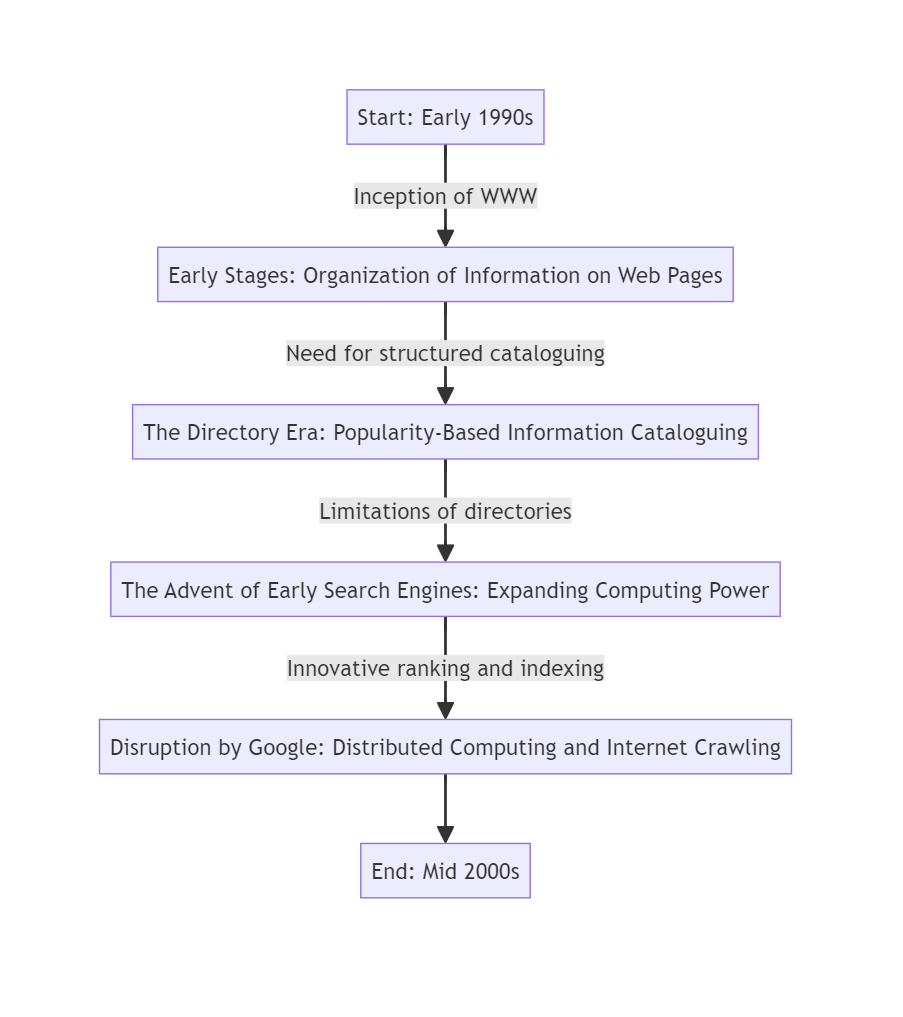 Start: Early 1990s
Inception of WWW
Early Stages: Organization of Information on Web Pages
Need for structured cataloguing
The Directory Era: Popularity-Based Information Cataloguing
Limitations of directories
The Advent of Early Search Engines: Expanding Computing Power
Innovative ranking and indexing
Disruption by Google: Distributed Computing and Internet Crawling
End: Mid 2000s